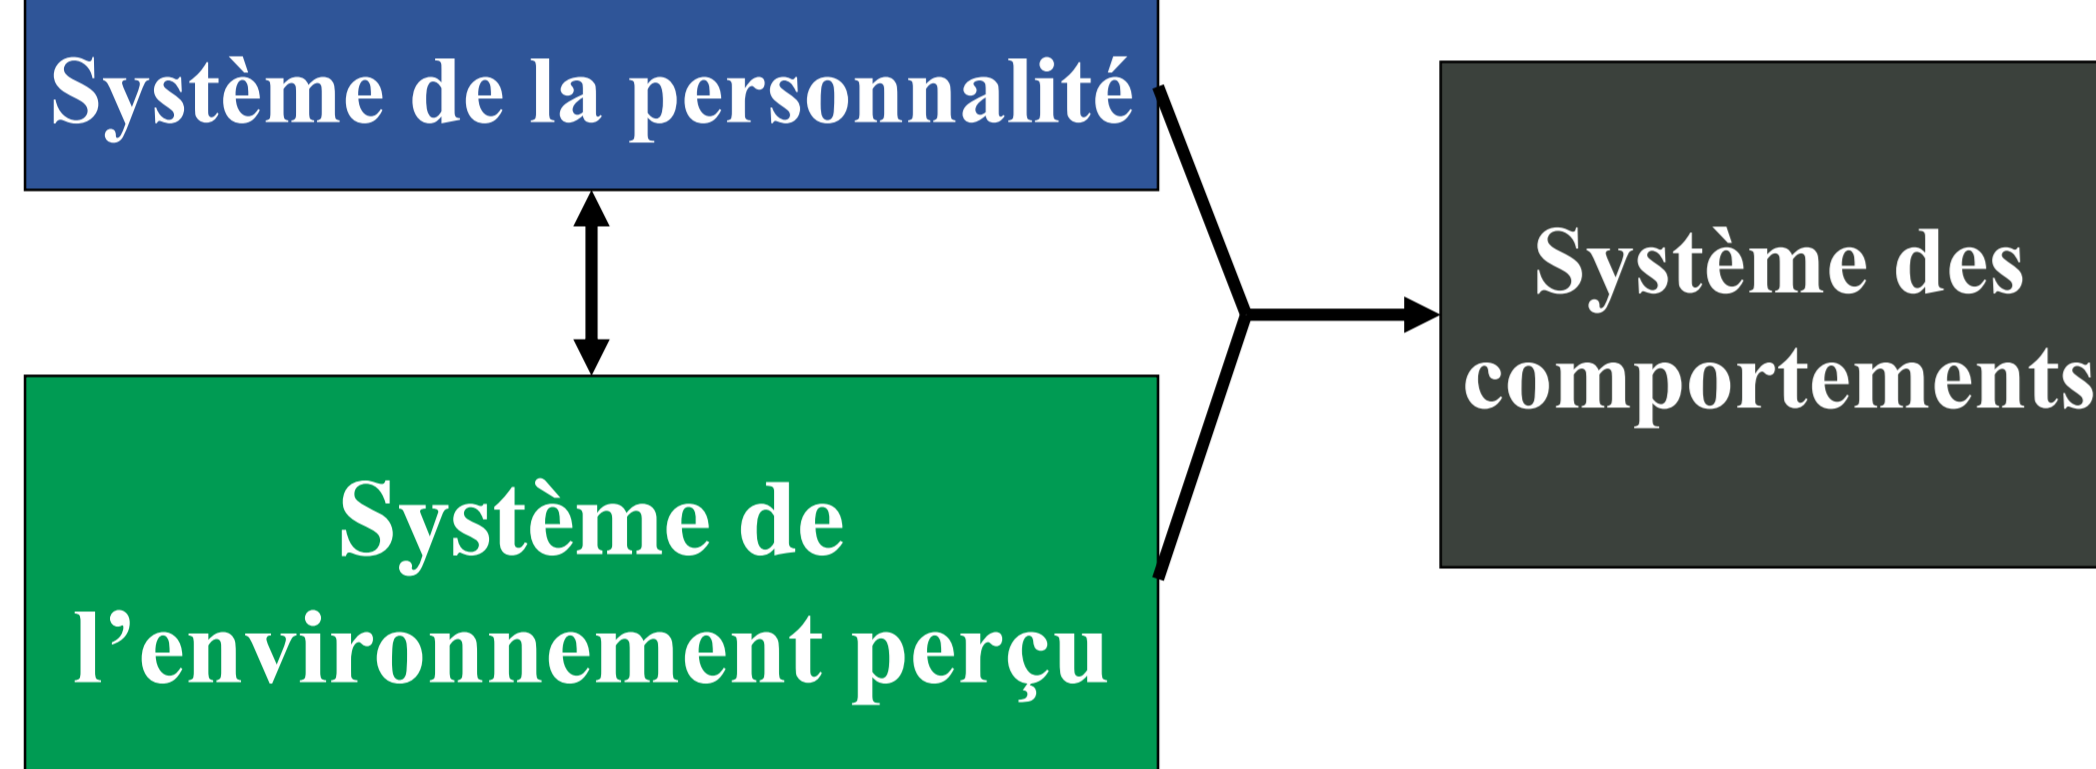 Système de la personnalité
Système des
comportements
Système de
l’environnement perçu